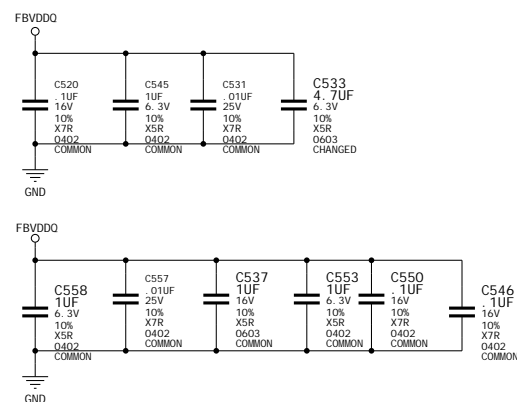 FBVDDQ
C520
.1UF
16V
10%
X7R
0402
COMMON
C545
1UF
6.3V
10%
X5R
0402
COMMON
C531
.01UF
25V
10%
X7R
0402
COMMON
C533
4.7UF
6.3V
10%
X5R
0603
CHANGED
GND
FBVDDQ
C558
1UF
6.3V
10%
X5R
0402
COMMON
C557
.01UF
25V
10%
X7R
0402
COMMON
C537
1UF
16V
10%
X5R
0603
COMMON
C553
1UF
6.3V
10%
X5R
0402
COMMON
C550
.1UF
16V
10%
X7R
0402
COMMON
C546
.1UF
16V
10%
X7R
0402
COMMON
GND